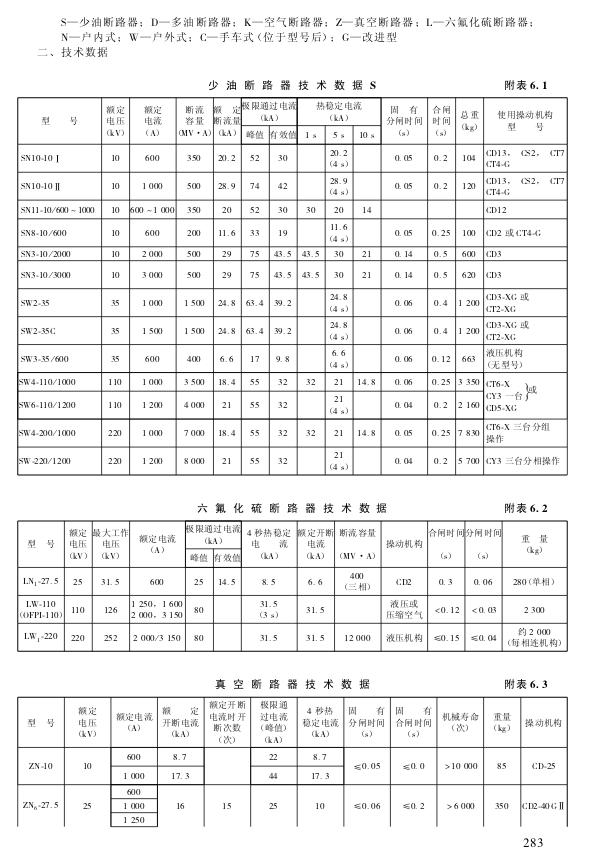 S—少油断路器；D—多油断路器；K—空气断路器；Z—真空断路器；L—六氟化硫断路器；
N—户内式；W—户外式；C—手车式（位于型号后）；G—改进型
二、技术数据
少油断路器技术数据S 附表6.1
型 号 额定电压(kV) 额定电流(A) 断流容量(MV·A) 额定断流量(kA) 极限通过电流(kA) 峰值 有效值 热稳定电流(kA) 1 s 5 s 10 s 固有分闸时间(s) 合闸时间(s) 总重(kg) 使用操动机构型 号
SN10-10Ⅰ 10 600 350 20.2 52 30 20.2(4 s) 0.05 0.2 104 CD13， CS2， CT7 CT4-G
SN10-10Ⅱ 10 1 000 500 28.9 74 42 28.9(4 s) 0.05 0.2 120 CD13， CS2， CT7 CT4-G
SN11-10/600～1000 10 600～1 000 350 20 52 30 30 20 14 CD12
SN8-10/600 10 600 200 11.6 33 19 11.6(4 s) 0.05 0.25 100 CD2 或 CT4-G
SN3-10/2000 10 2 000 500 29 75 43.5 43.5 30 21 0.14 0.5 600 CD3
SN3-10/3000 10 3 000 500 29 75 43.5 43.5 30 21 0.14 0.5 620 CD3
SW2-35 35 1 000 1 500 24.8 63.4 39.2 24.8(4 s) 0.06 0.4 1 200 CD3-XG 或 CT2-XG
SW2-35C 35 1 500 1 500 24.8 63.4 39.2 24.8(4 s) 0.06 0.4 1 200 CD3-XG 或 CT2-XG
SW3-35/600 35 600 400 6.6 17 9.8 6.6(4 s) 0.06 0.12 663 液压机构(无型号)
SW4-110/1000 110 1 000 3 500 18.4 55 32 32 21 14.8 0.06 0.25 3 350 CT6-X CY3 一台}或 CD5-XG
SW6-110/1200 110 1 200 4 000 21 55 32 21(4 s) 0.04 0.2 2 160
SW4-200/1000 220 1 000 7 000 18.4 55 32 32 21 14.8 0.05 0.25 7 830 CT6-X 三台分组操作
SW-220/1200 220 1 200 8 000 21 55 32 21(4 s) 0.04 0.2 5 700 CY3 三台分相操作
六氟化硫断路器技术数据 附表6.2
型 号 额定电压(kV) 最大工作电压(kV) 额定电流(A) 极限通过电流(kA) 峰值 有效值 4 秒热稳定电流(kA) 额定开断电流(kA) 断流容量(MV·A) 操动机构 合闸时间(s) 分闸时间(s) 重 量(kg)
LN₁-27.5 25 31.5 600 25 14.5 8.5 6.6 400(三相) CD2 0.3 0.06 280(单相)
LW-110(OFPI-110) 110 126 1 250，1 600 2 000，3 150 80 31.5(3 s) 31.5 液压或压缩空气 <0.12 <0.03 2 300
LW₁-220 220 252 2 000/3 150 80 31.5 31.5 12 000 液压机构 ≤0.15 ≤0.04 约 2 000(每相连机构)
真空断路器技术数据 附表6.3
型 号 额定电压(kV) 额定电流(A) 额定开断电流(kA) 额定开断电流时开断次数(次) 极限通过电流(峰值)(kA) 4 秒热稳定电流(kA) 固有分闸时间(s) 固有合闸时间(s) 机械寿命(次) 重量(kg) 操动机构
ZN-10 10 600 8.7 22 8.7 ≤0.05 ≤0.0 >10 000 85 CD-25
1 000 17.3 44 17.3
ZN₆-27.5 25 600 1 000 1 250 16 15 25 10 ≤0.06 ≤0.2 >6 000 350 CD2-40GⅡ
283